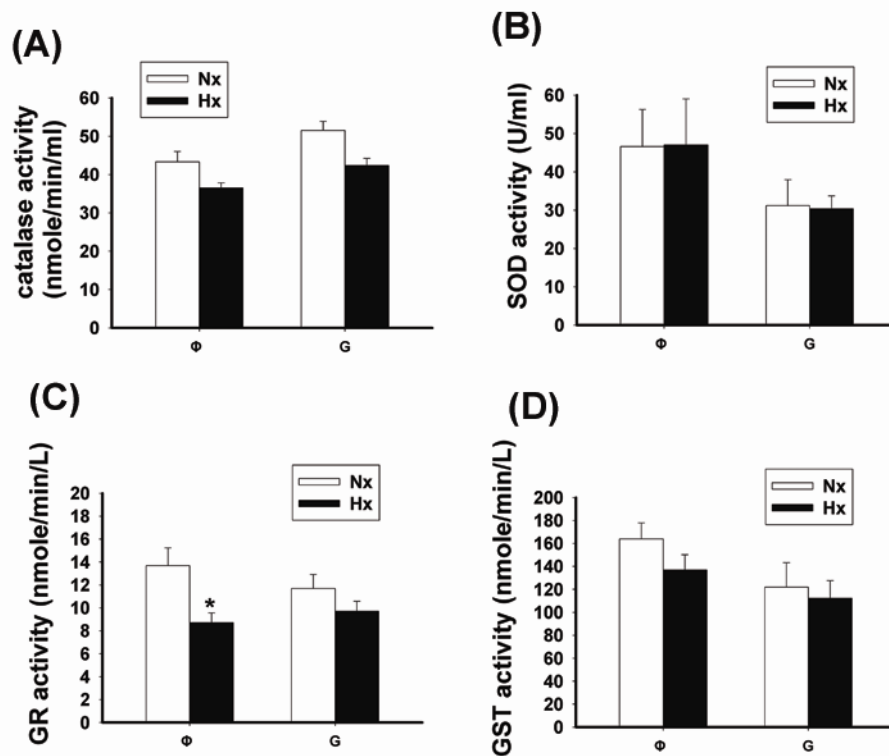 (A)
Nx
Hx
catalase activity
(nmole/min/ml)
60
50
40
30
20
10
0
Φ
G
(B)
Nx
Hx
SOD activity (U/ml)
60
50
40
30
20
10
0
Φ
G
(C)
Nx
Hx
GR activity (nmole/min/L)
20
18
16
14
12
10
8
6
4
2
0
*
Φ
G
(D)
Nx
Hx
GST activity (nmole/min/L)
200
180
160
140
120
100
80
60
40
20
0
Φ
G